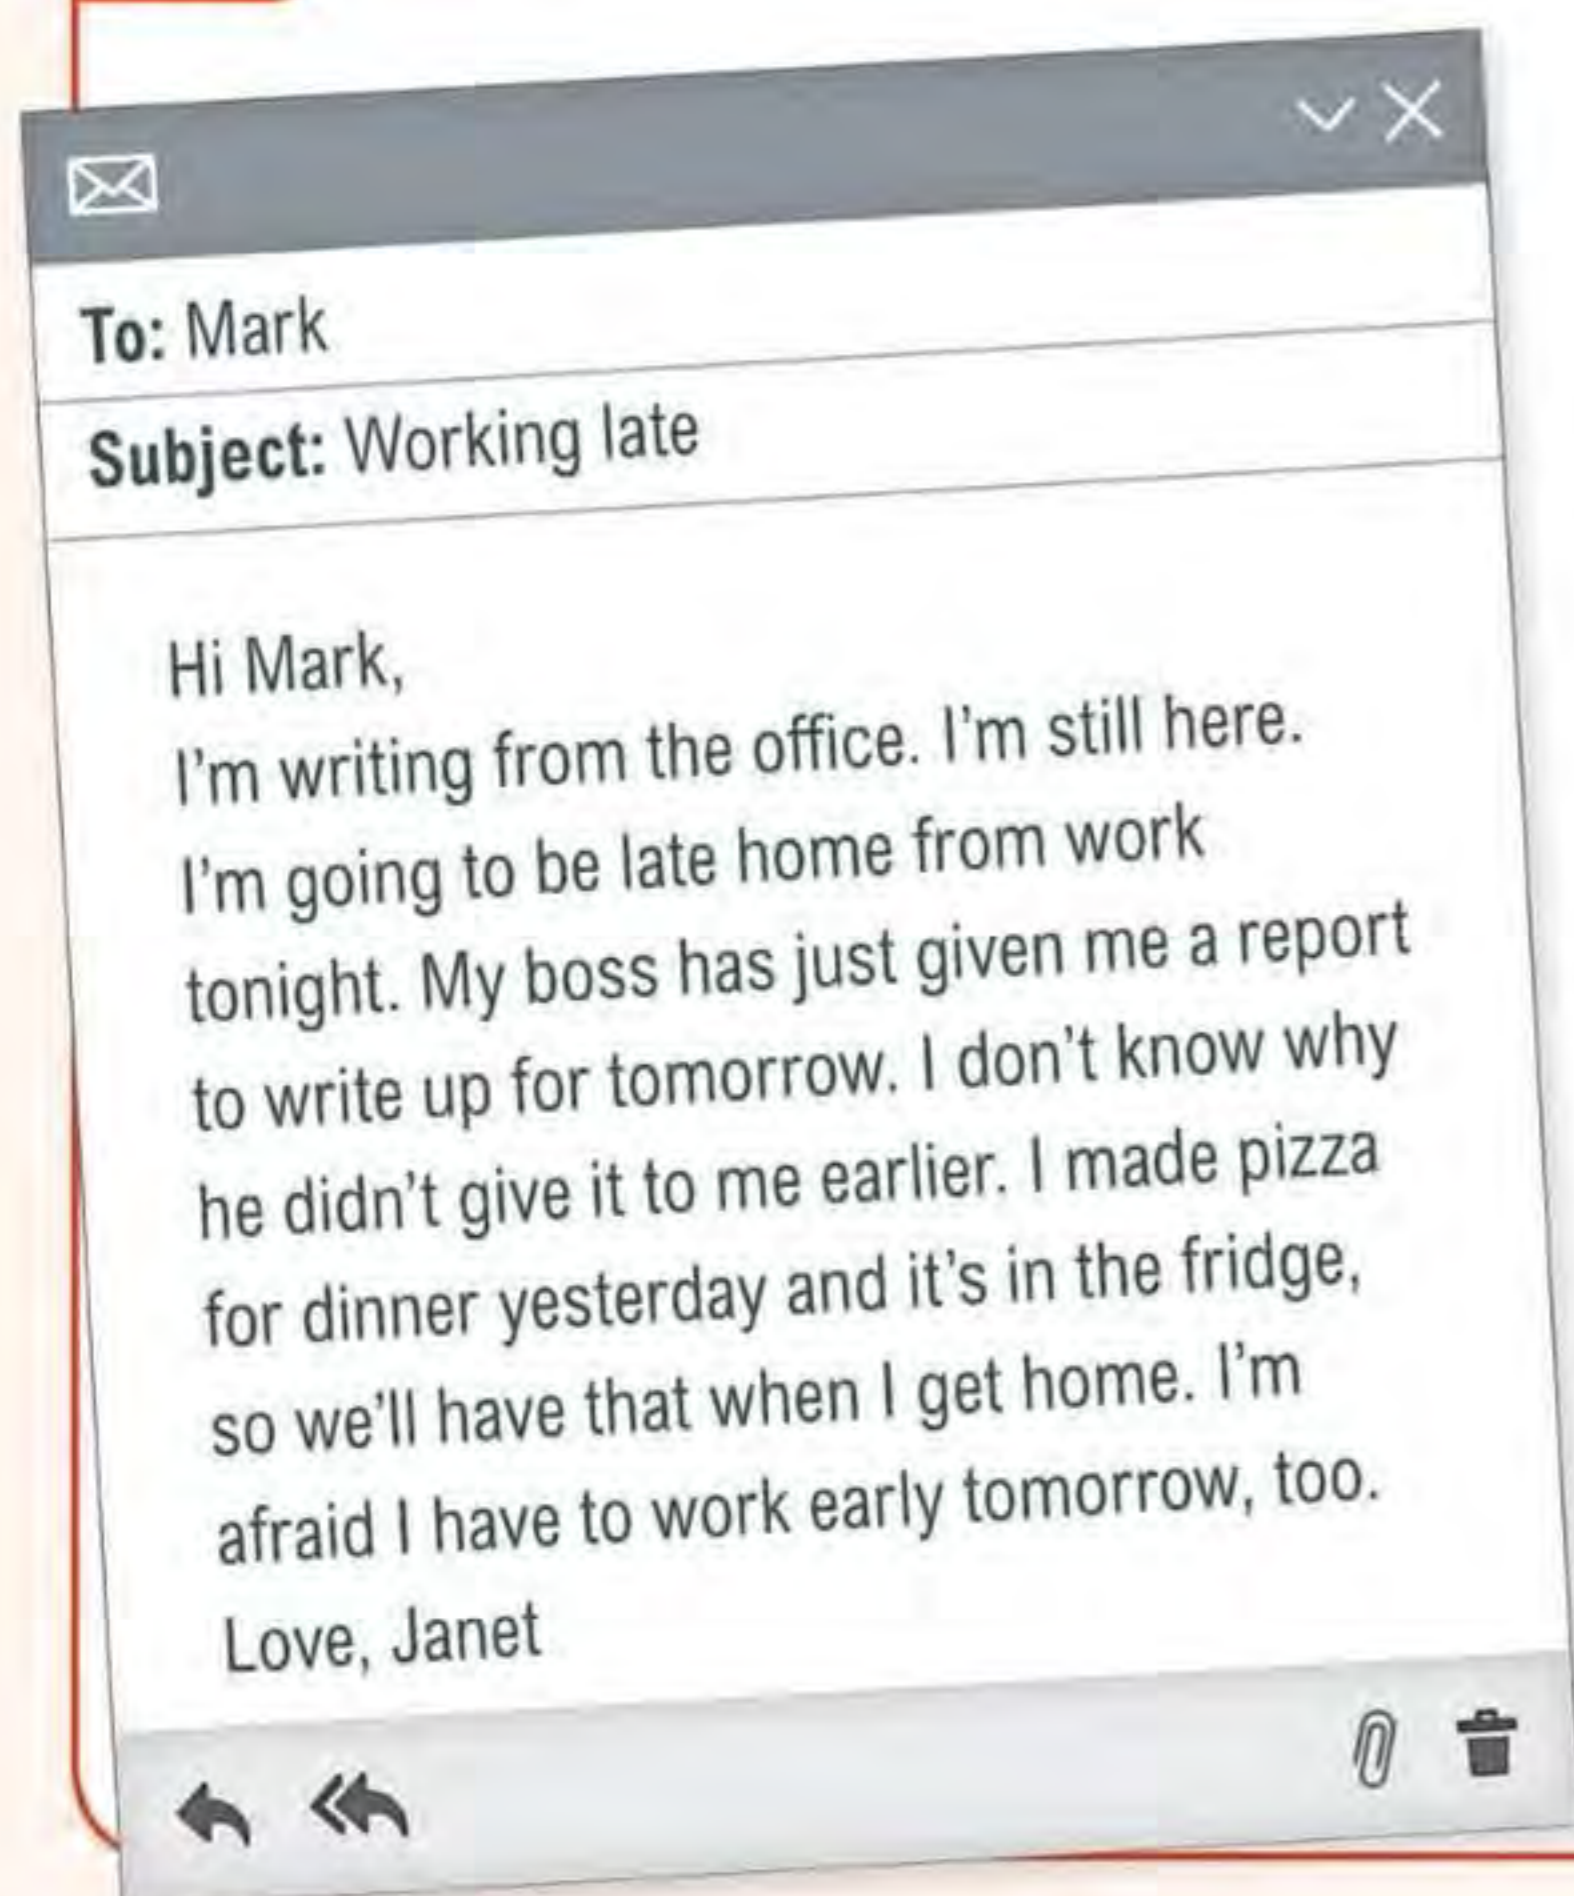 To: Mark
Subject: Working late
Hi Mark,
I'm writing from the office. I'm still here.
I'm going to be late home from work
tonight. My boss has just given me a report
to write up for tomorrow. I don't know why
he didn't give it to me earlier. I made pizza
for dinner yesterday and it's in the fridge,
so we'll have that when I get home. I'm
afraid I have to work early tomorrow, too.
Love, Janet